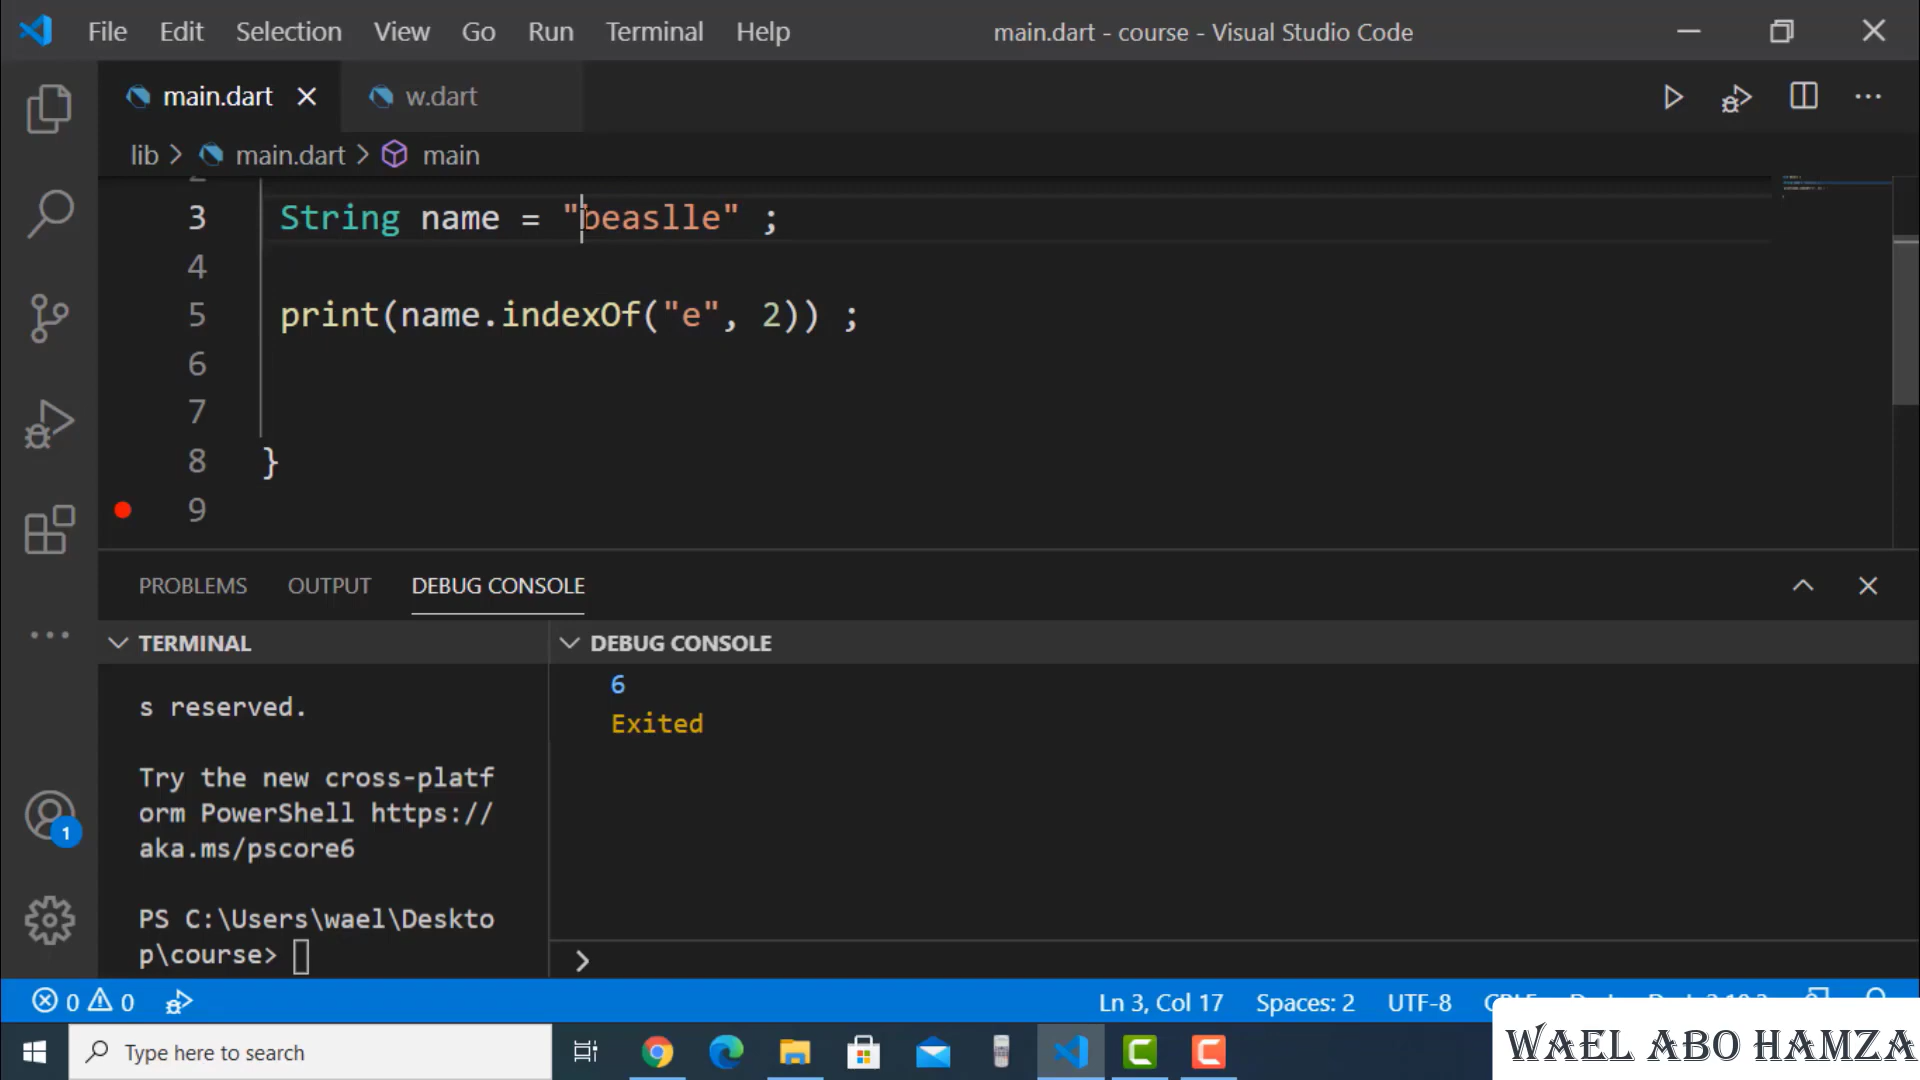 File Edit Selection View Go Run Terminal Help main.dart - course - Visual Studio Code
main.dart w.dart
lib > main.dart > main
3 String name = "beaslle" ;
4
5 print(name.indexOf("e", 2)) ;
6
7
8 }
9
PROBLEMS OUTPUT DEBUG CONSOLE
TERMINAL
s reserved.
Try the new cross-platf
orm PowerShell https://
aka.ms/pscore6
PS C:\Users\wael\Deskto
p\course>
DEBUG CONSOLE
6
Exited
>
1
0 0 Ln 3, Col 17 Spaces: 2 UTF-8
Type here to search
WAEL ABO HAMZA